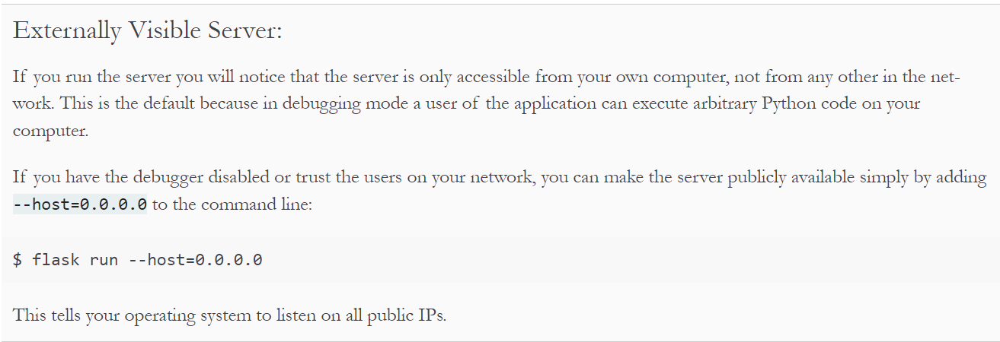 Externally Visible Server:
If you run the server you will notice that the server is only accessible from your own computer, not from any other in the net-
work. This is the default because in debugging mode a user of the application can execute arbitrary Python code on your
computer.
If you have the debugger disabled or trust the users on your network, you can make the server publicly available simply by adding
--host=0.0.0.0 to the command line:
$ flask run --host=0.0.0.0
This tells your operating system to listen on all public IPs.